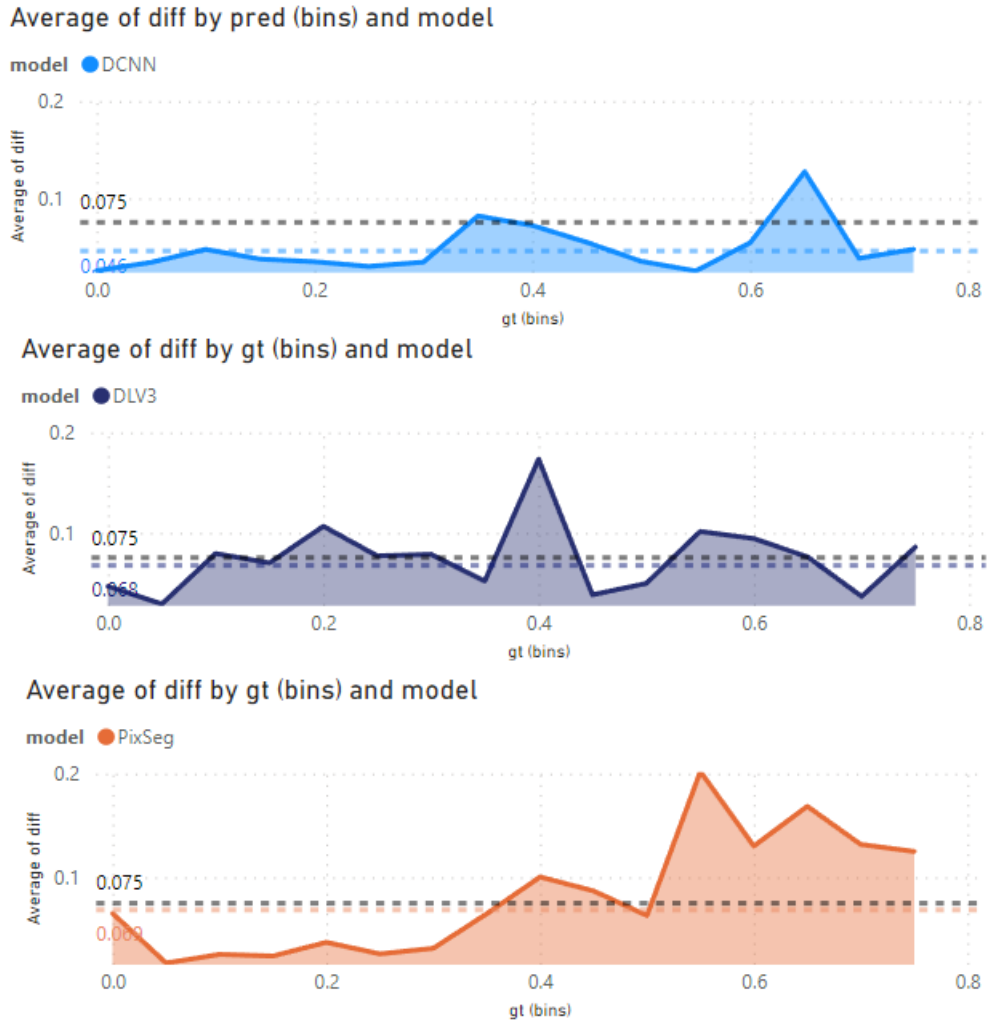 Average of diff by pred (bins) and model
model DCNN
0.2
0.1
0.075
0.046
Average of diff
0.0 0.2 0.4 0.6 0.8
gt (bins)
Average of diff by gt (bins) and model
model DLV3
0.2
0.1
0.075
0.068
Average of diff
0.0 0.2 0.4 0.6 0.8
gt (bins)
Average of diff by gt (bins) and model
model PixSeg
0.2
0.1
0.075
0.069
Average of diff
0.0 0.2 0.4 0.6 0.8
gt (bins)